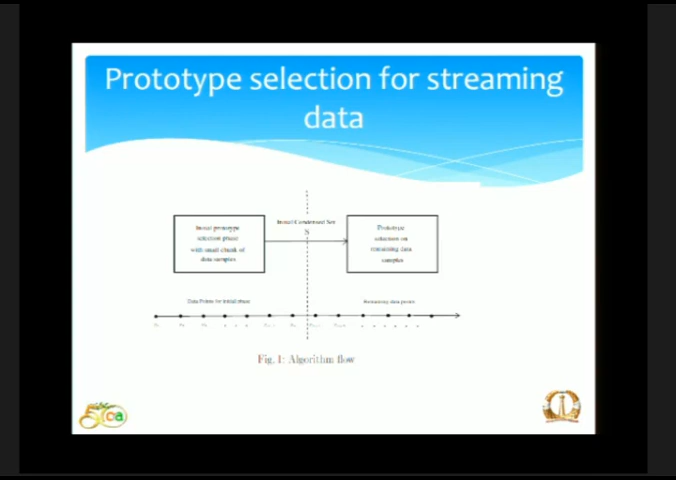 Prototype selection for streaming
data
Initial prototype
selection phase
with small chunk of
data samples
Initial Condensed Set
S
Prototype
selection on
remaining data
samples
Data Points for initial phase
Remaining data points
Fig. 1: Algorithm flow